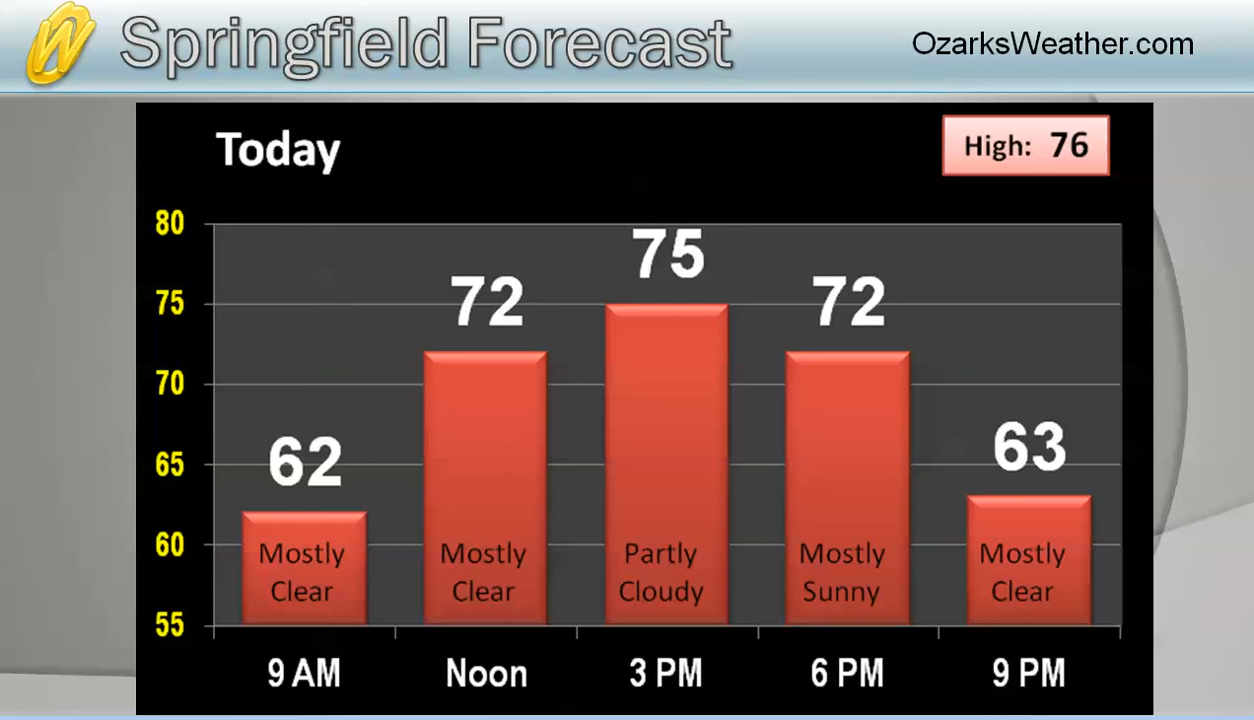 Springfield Forecast
OzarksWeather.com
Today
High: 76
80
75
70
65
60
55
62
72
75
72
63
Mostly
Clear
Mostly
Clear
Partly
Cloudy
Mostly
Sunny
Mostly
Clear
9 AM
Noon
3 PM
6 PM
9 PM